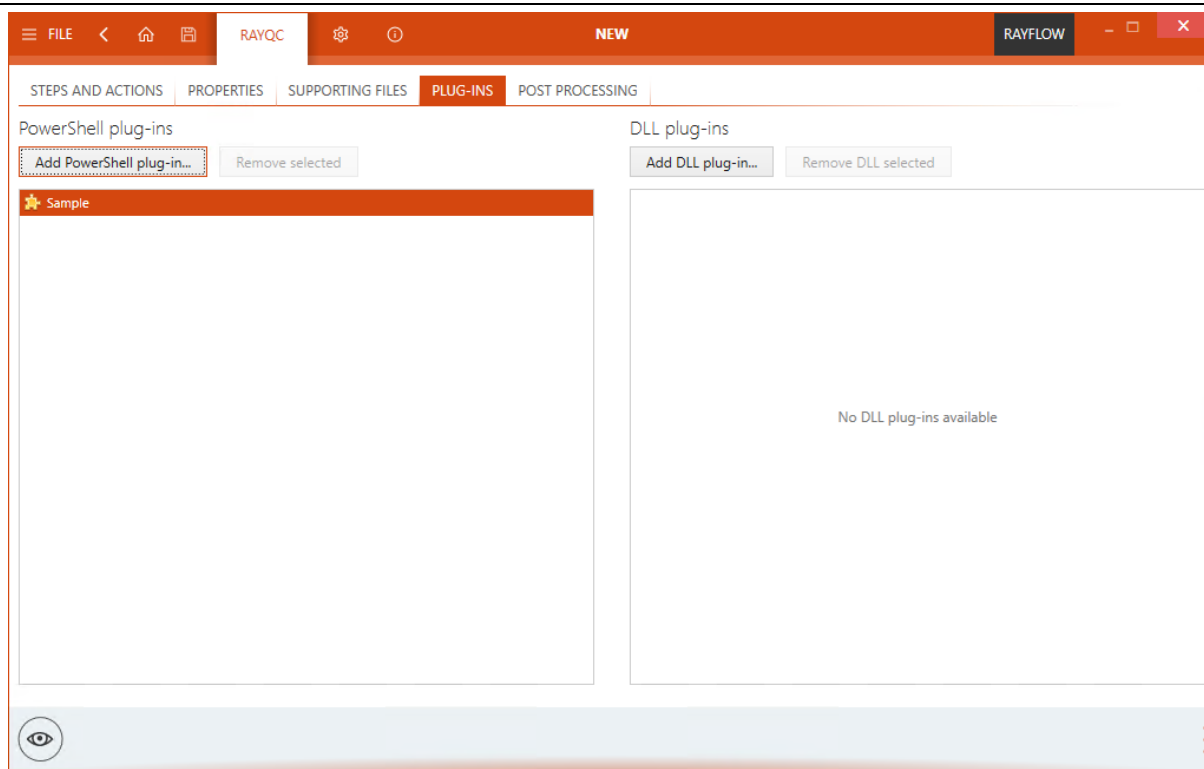 FILE RAYQC NEW RAYFLOW
STEPS AND ACTIONS PROPERTIES SUPPORTING FILES PLUG-INS POST PROCESSING
PowerShell plug-ins DLL plug-ins
Add PowerShell plug-in... Remove selected Add DLL plug-in... Remove DLL selected
Sample
No DLL plug-ins available